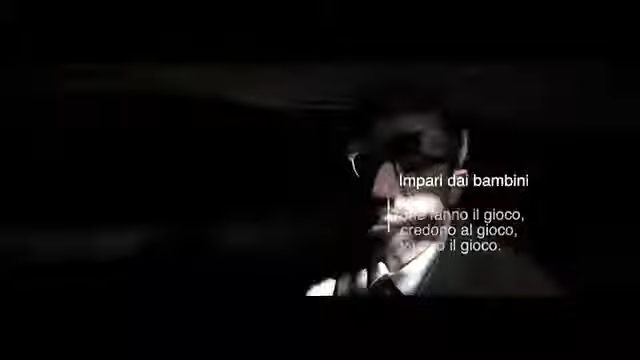 Impari dai bambini
fanno il gioco,
credono al gioco,
il gioco.